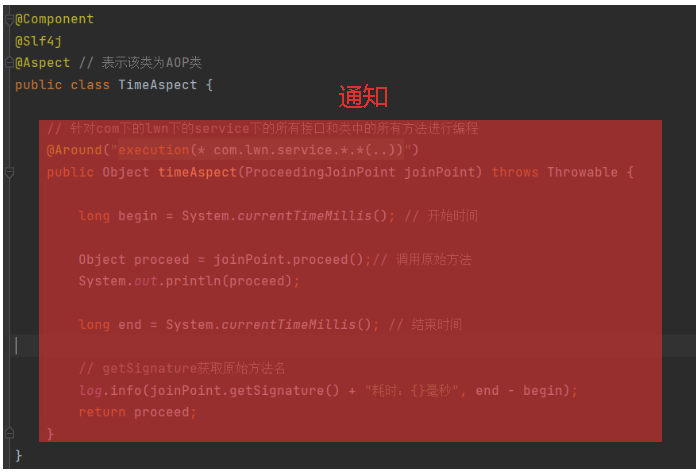 @Component
@Slf4j
@Aspect // 表示该类为AOP类
public class TimeAspect {
通知
// 针对com下的lwn下的service下的所有接口和类中的所有方法进行编程
@Around("execution(* com.lwn.service.*.*(..))")
public Object timeAspect(ProceedingJoinPoint joinPoint) throws Throwable {
long begin = System.currentTimeMillis(); // 开始时间
Object proceed = joinPoint.proceed();// 调用原始方法
System.out.println(proceed);
long end = System.currentTimeMillis(); // 结束时间
// getSignature获取原始方法名
log.info(joinPoint.getSignature() + "耗时：{}毫秒", end - begin);
return proceed;
}
}